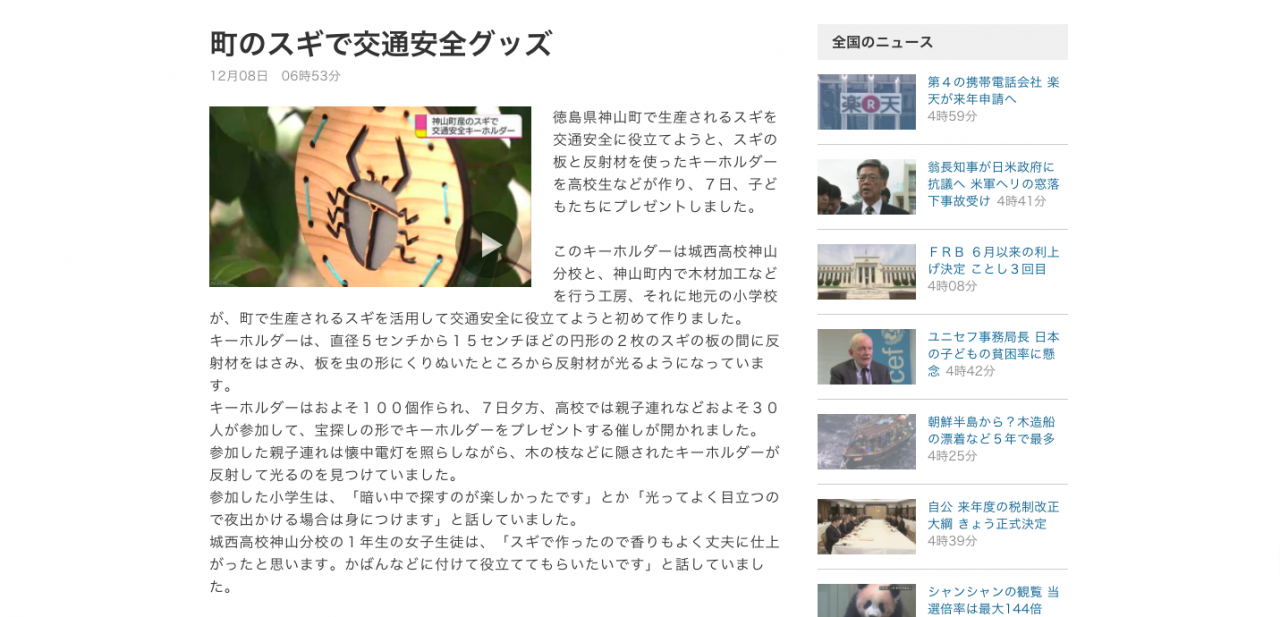 町のスギで交通安全グッズ
12月08日　06時53分
神山町産のスギで
交通安全キーホルダー
徳島県神山町で生産されるスギを
交通安全に役立てようと、スギの
板と反射材を使ったキーホルダー
を高校生などが作り、７日、子ど
もたちにプレゼントしました。
このキーホルダーは城西高校神山
分校と、神山町内で木材加工など
を行う工房、それに地元の小学校
が、町で生産されるスギを活用して交通安全に役立てようと初めて作りました。
キーホルダーは、直径５センチから１５センチほどの円形の２枚のスギの板の間に反
射材をはさみ、板を虫の形にくりぬいたところから反射材が光るようになっていま
す。
キーホルダーはおよそ１００個作られ、７日夕方、高校では親子連れなどおよそ３０
人が参加して、宝探しの形でキーホルダーをプレゼントする催しが開かれました。
参加した親子連れは懐中電灯を照らしながら、木の枝などに隠されたキーホルダーが
反射して光るのを見つけていました。
参加した小学生は、「暗い中で探すのが楽しかったです」とか「光ってよく目立つの
で夜出かける場合は身につけます」と話していました。
城西高校神山分校の１年生の女子生徒は、「スギで作ったので香りもよく丈夫に仕上
がったと思います。かばんなどに付けて役立ててもらいたいです」と話していまし
た。
全国のニュース
楽R天
第４の携帯電話会社 楽
天が来年申請へ
4時59分
翁長知事が日米政府に
抗議へ 米軍ヘリの窓落
下事故受け 4時41分
ＦＲＢ ６月以来の利上
げ決定 ことし３回目
4時08分
cef
ユニセフ事務局長 日本
の子どもの貧困率に懸
念 4時42分
朝鮮半島から？木造船
の漂着など５年で最多
4時25分
自公 来年度の税制改正
大綱 きょう正式決定
4時39分
シャンシャンの観覧 当
選倍率は最大144倍